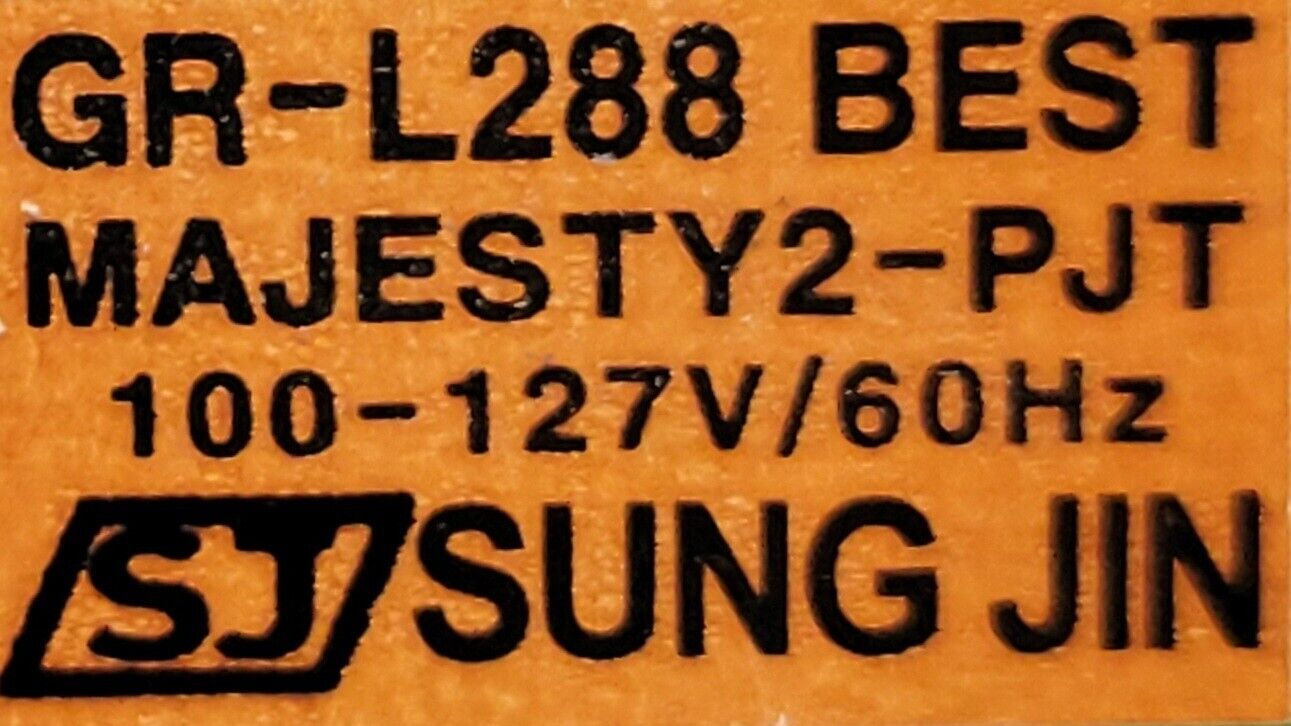 GR-L288 BEST
MAJESTY2-PJT
100-127V/60Hz
SJ SUNG JIN